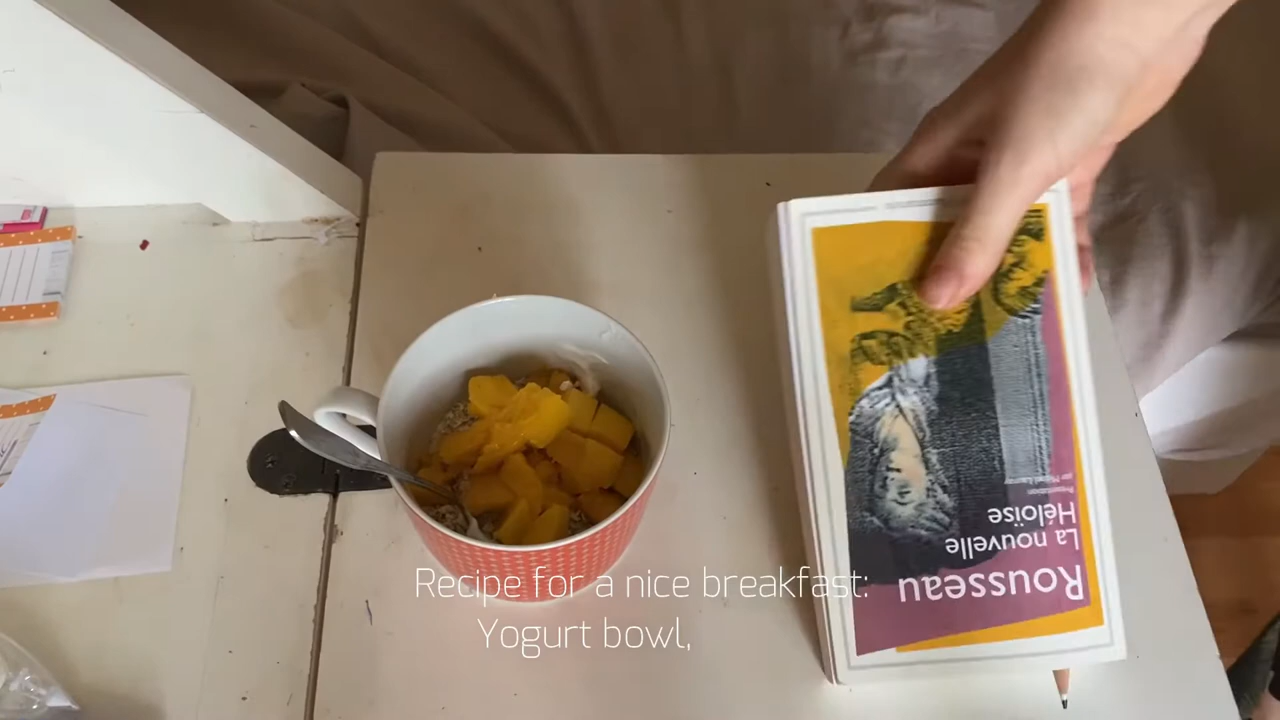 Rousseau
La nouvelle
Héloïse
Recipe for a nice breakfast:
Yogurt bowl,